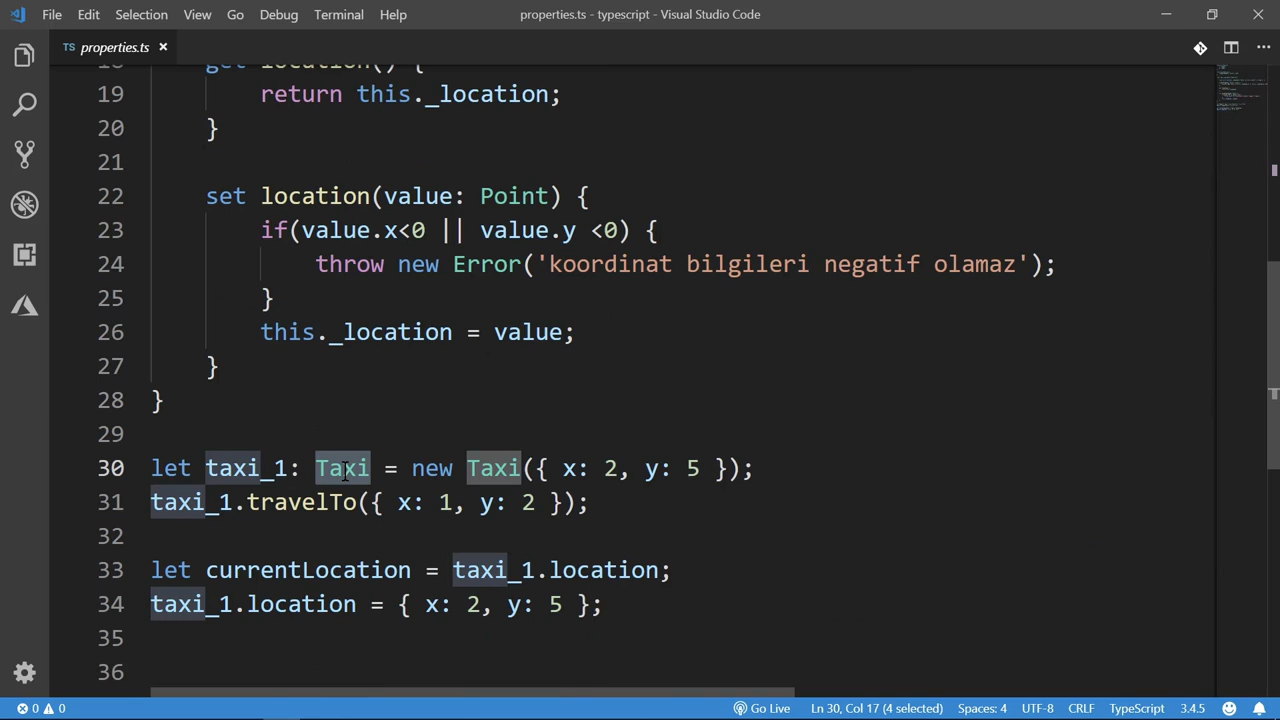 File Edit Selection View Go Debug Terminal Help properties.ts - typescript - Visual Studio Code
TS properties.ts ×
18 get location() {
19 return this._location;
20 }
21
22 set location(value: Point) {
23 if(value.x<0 || value.y <0) {
24 throw new Error('koordinat bilgileri negatif olamaz');
25 }
26 this._location = value;
27 }
28 }
29
30 let taxi_1: Taxi = new Taxi({ x: 2, y: 5 });
31 taxi_1.travelTo({ x: 1, y: 2 });
32
33 let currentLocation = taxi_1.location;
34 taxi_1.location = { x: 2, y: 5 };
35
36
0 0 Go Live Ln 30, Col 17 (4 selected) Spaces: 4 UTF-8 CRLF TypeScript 3.4.5